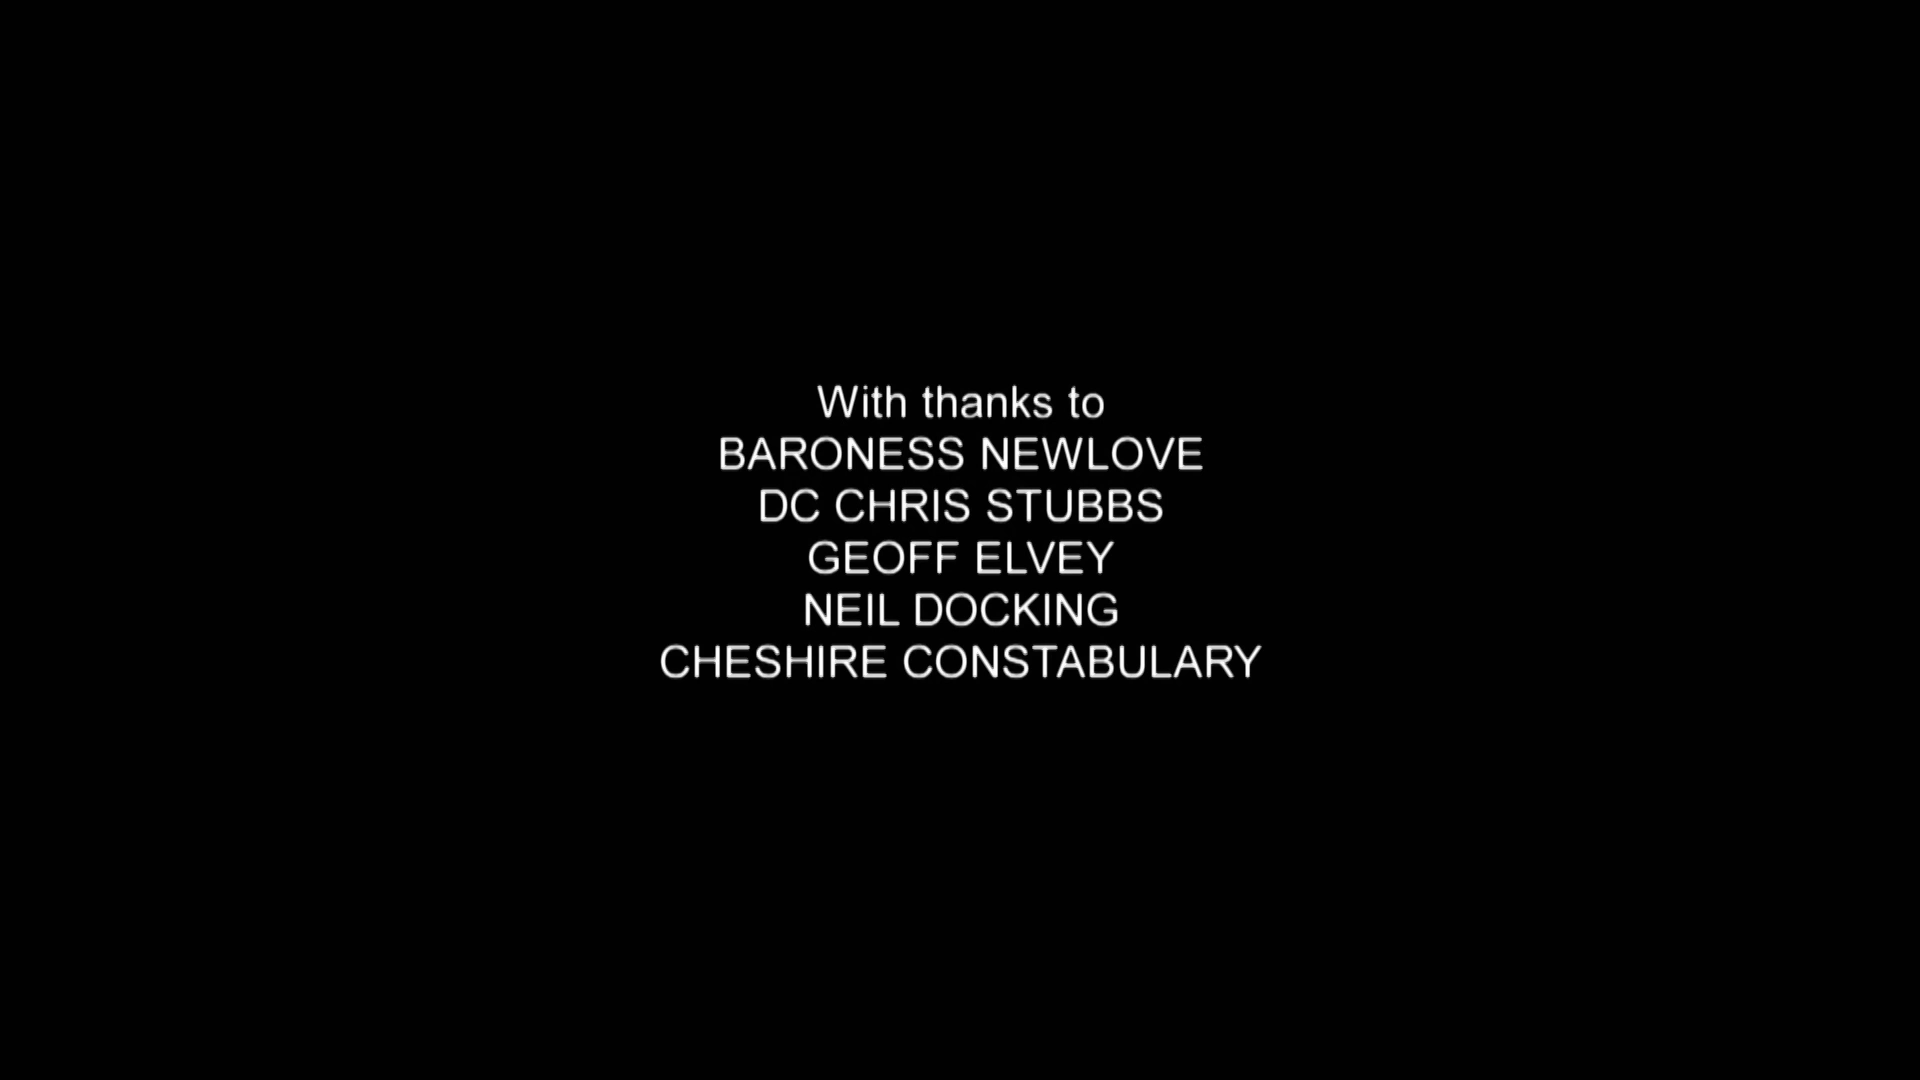 With thanks to
BARONESS NEWLOVE
DC CHRIS STUBBS
GEOFF ELVEY
NEIL DOCKING
CHESHIRE CONSTABULARY